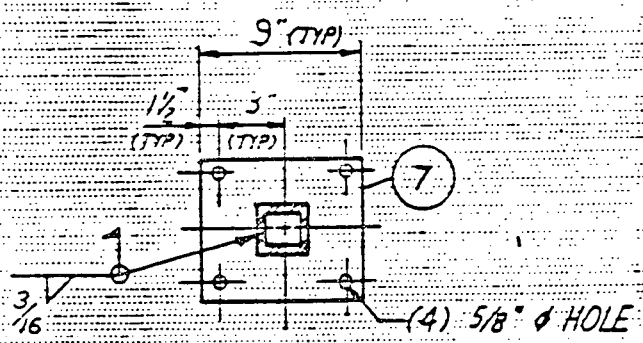 9" (TYP)
1½" 3"
(TYP) (TYP)
7
3/16
(4) 5/8" ϕ HOLE